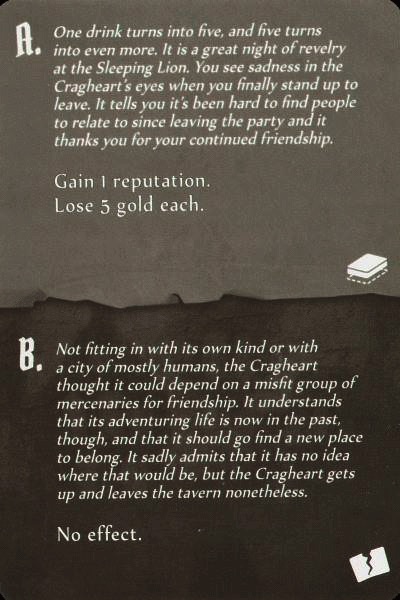 A. One drink turns into five, and five turns
into even more. It is a great night of revelry
at the Sleeping Lion. You see sadness in the
Cragheart's eyes when you finally stand up to
leave. It tells you it's been hard to find people
to relate to since leaving the party and it
thanks you for your continued friendship.
Gain 1 reputation.
Lose 5 gold each.
B. Not fitting in with its own kind or with
a city of mostly humans, the Cragheart
thought it could depend on a misfit group of
mercenaries for friendship. It understands
that its adventuring life is now in the past,
though, and that it should go find a new place
to belong. It sadly admits that it has no idea
where that would be, but the Cragheart gets
up and leaves the tavern nonetheless.
No effect.